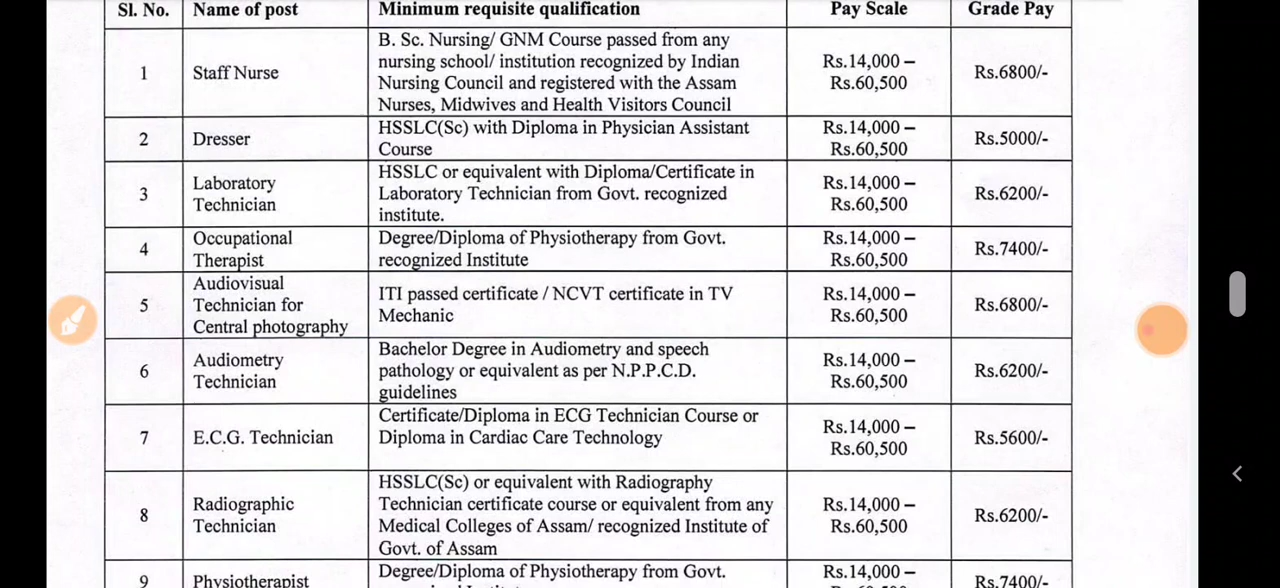 Sl. No. Name of post Minimum requisite qualification Pay Scale Grade Pay
1 Staff Nurse B. Sc. Nursing/ GNM Course passed from any
nursing school/ institution recognized by Indian
Nursing Council and registered with the Assam
Nurses, Midwives and Health Visitors Council Rs.14,000 –
Rs.60,500 Rs.6800/-
2 Dresser HSSLC(Sc) with Diploma in Physician Assistant
Course Rs.14,000 –
Rs.60,500 Rs.5000/-
3 Laboratory
Technician HSSLC or equivalent with Diploma/Certificate in
Laboratory Technician from Govt. recognized
institute. Rs.14,000 –
Rs.60,500 Rs.6200/-
4 Occupational
Therapist Degree/Diploma of Physiotherapy from Govt.
recognized Institute Rs.14,000 –
Rs.60,500 Rs.7400/-
5 Audiovisual
Technician for
Central photography ITI passed certificate / NCVT certificate in TV
Mechanic Rs.14,000 –
Rs.60,500 Rs.6800/-
6 Audiometry
Technician Bachelor Degree in Audiometry and speech
pathology or equivalent as per N.P.P.C.D.
guidelines Rs.14,000 –
Rs.60,500 Rs.6200/-
7 E.C.G. Technician Certificate/Diploma in ECG Technician Course or
Diploma in Cardiac Care Technology Rs.14,000 –
Rs.60,500 Rs.5600/-
8 Radiographic
Technician HSSLC(Sc) or equivalent with Radiography
Technician certificate course or equivalent from any
Medical Colleges of Assam/ recognized Institute of
Govt. of Assam Rs.14,000 –
Rs.60,500 Rs.6200/-
9 Physiotherapist Degree/Diploma of Physiotherapy from Govt. Rs.14,000 – Rs.7400/-